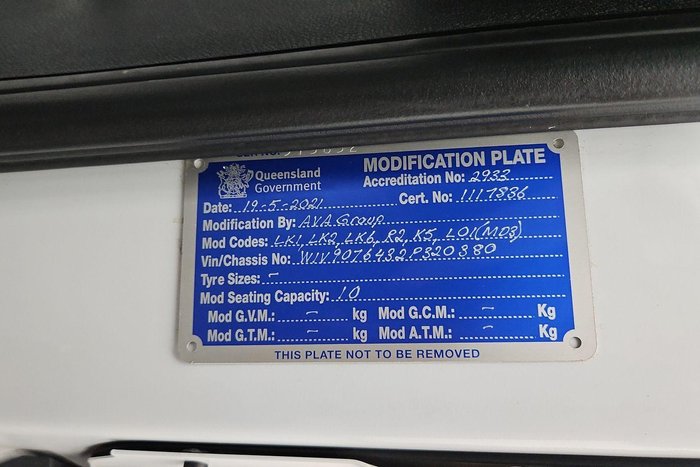 Queensland Government
MODIFICATION PLATE
Accreditation No: 2933
Date: 19-5-2021 Cert. No: 1117836
Modification By: AVA Group
Mod Codes: LK1, LK2, LK6, R2, K5, LO1(MD3)
Vin/Chassis No: W1V9076432P320380
Tyre Sizes: -
Mod Seating Capacity: 10
Mod G.V.M.: - kg Mod G.C.M.: - Kg
Mod G.T.M.: - kg Mod A.T.M.: - Kg
THIS PLATE NOT TO BE REMOVED